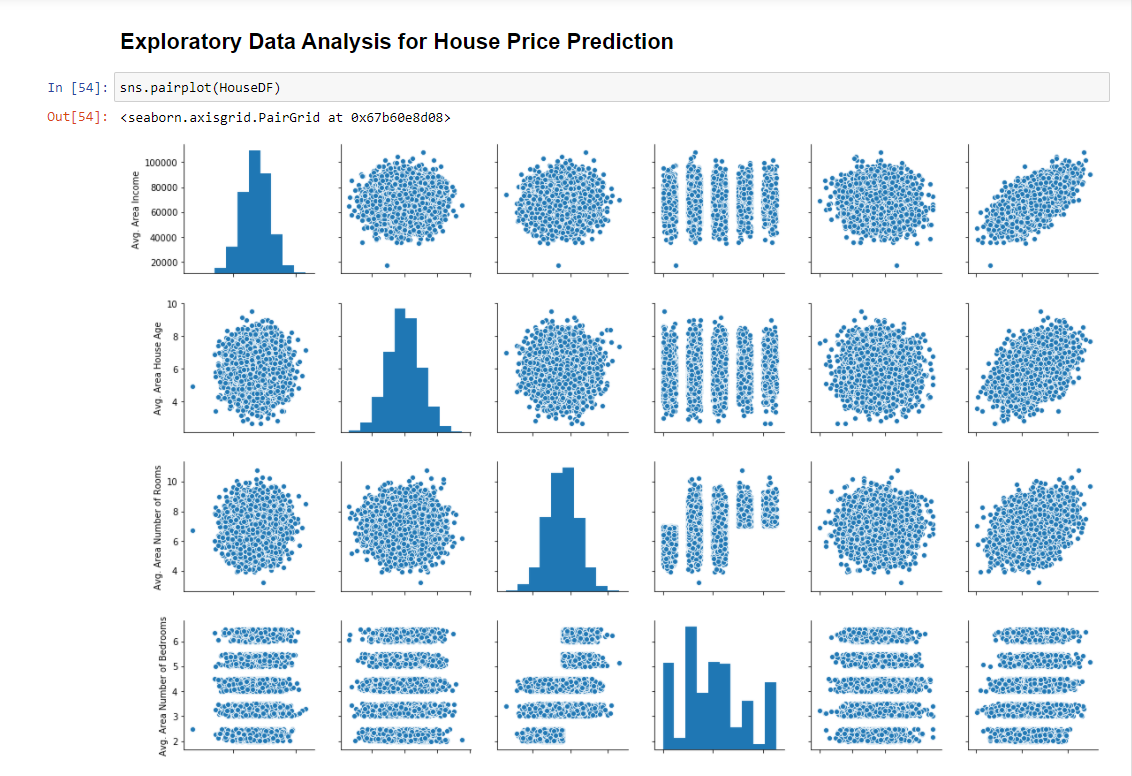 Exploratory Data Analysis for House Price Prediction
In [54]: sns.pairplot(HouseDF)
Out[54]: <seaborn.axisgrid.PairGrid at 0x67b60e8d08>
Avg. Area Income
100000
80000
60000
40000
20000
Avg. Area House Age
10
8
6
4
Avg. Area Number of Rooms
10
8
6
4
Avg. Area Number of Bedrooms
6
5
4
3
2